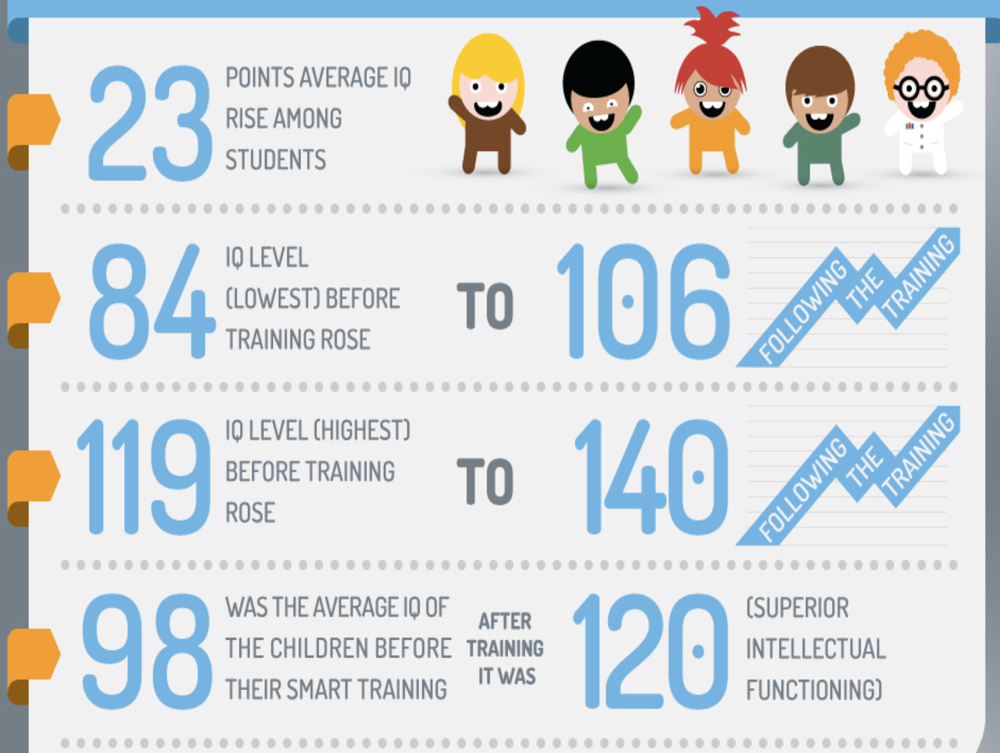 23
POINTS AVERAGE IQ
RISE AMONG
STUDENTS
84
IQ LEVEL
(LOWEST) BEFORE
TRAINING ROSE
TO
106
FOLLOWING
THE
TRAINING
119
IQ LEVEL (HIGHEST)
BEFORE TRAINING
ROSE
TO
140
FOLLOWING
THE
TRAINING
98
WAS THE AVERAGE IQ OF
THE CHILDREN BEFORE
THEIR SMART TRAINING
AFTER
TRAINING
IT WAS
120
(SUPERIOR
INTELLECTUAL
FUNCTIONING)